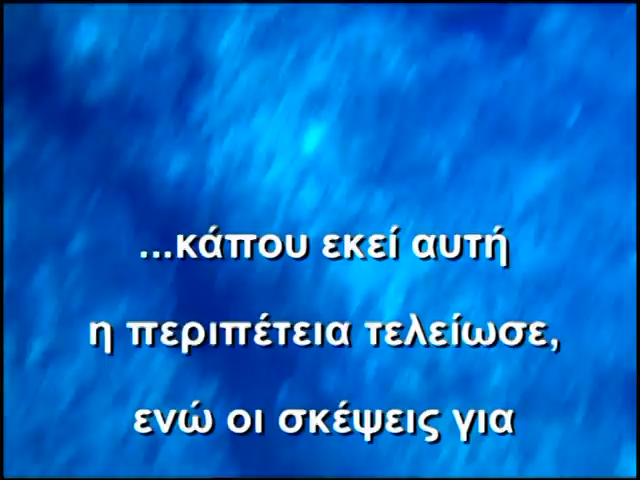 ...κάπου εκεί αυτή
η περιπέτεια τελείωσε,
ενώ οι σκέψεις για